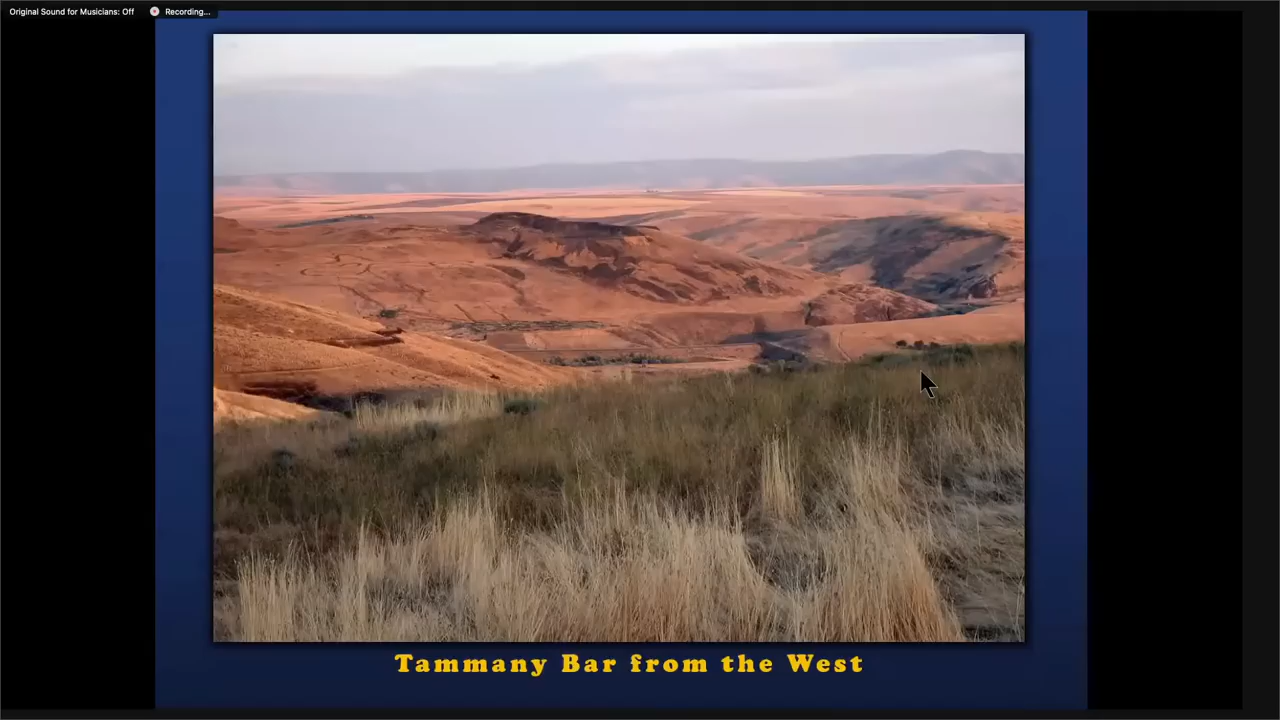 Original Sound for Musicians: Off Recording...
Tammany Bar from the West